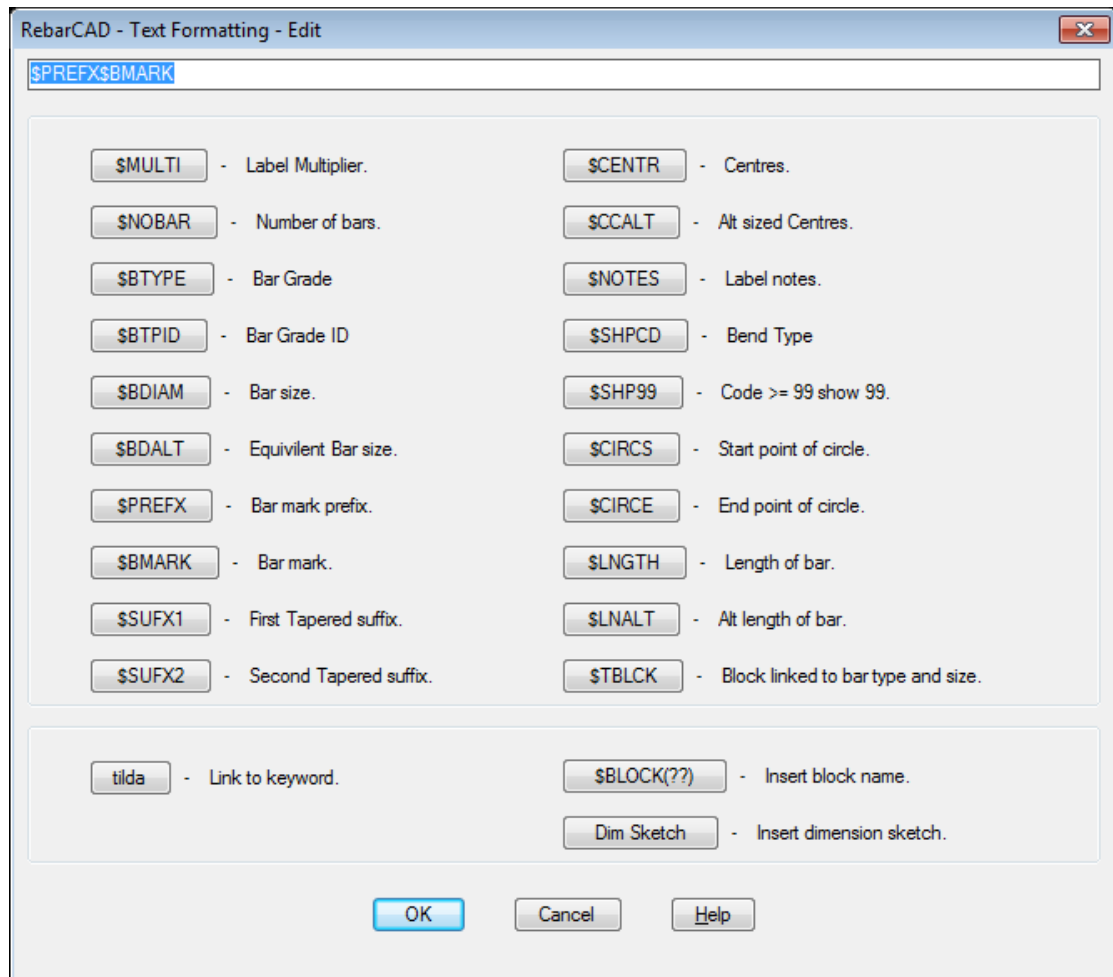 RebarCAD - Text Formatting - Edit
$PREFX$BMARK
$MULTI - Label Multiplier.
$CENTR - Centres.
$NOBAR - Number of bars.
$CCALT - Alt sized Centres.
$BTYPE - Bar Grade
$NOTES - Label notes.
$BTPID - Bar Grade ID
$SHPCD - Bend Type
$BDIAM - Bar size.
$SHP99 - Code >= 99 show 99.
$BDALT - Equivilent Bar size.
$CIRCS - Start point of circle.
$PREFX - Bar mark prefix.
$CIRCE - End point of circle.
$BMARK - Bar mark.
$LNGTH - Length of bar.
$SUFX1 - First Tapered suffix.
$LNALT - Alt length of bar.
$SUFX2 - Second Tapered suffix.
$TBLCK - Block linked to bar type and size.
tilda - Link to keyword.
$BLOCK(??) - Insert block name.
Dim Sketch - Insert dimension sketch.
OK Cancel Help